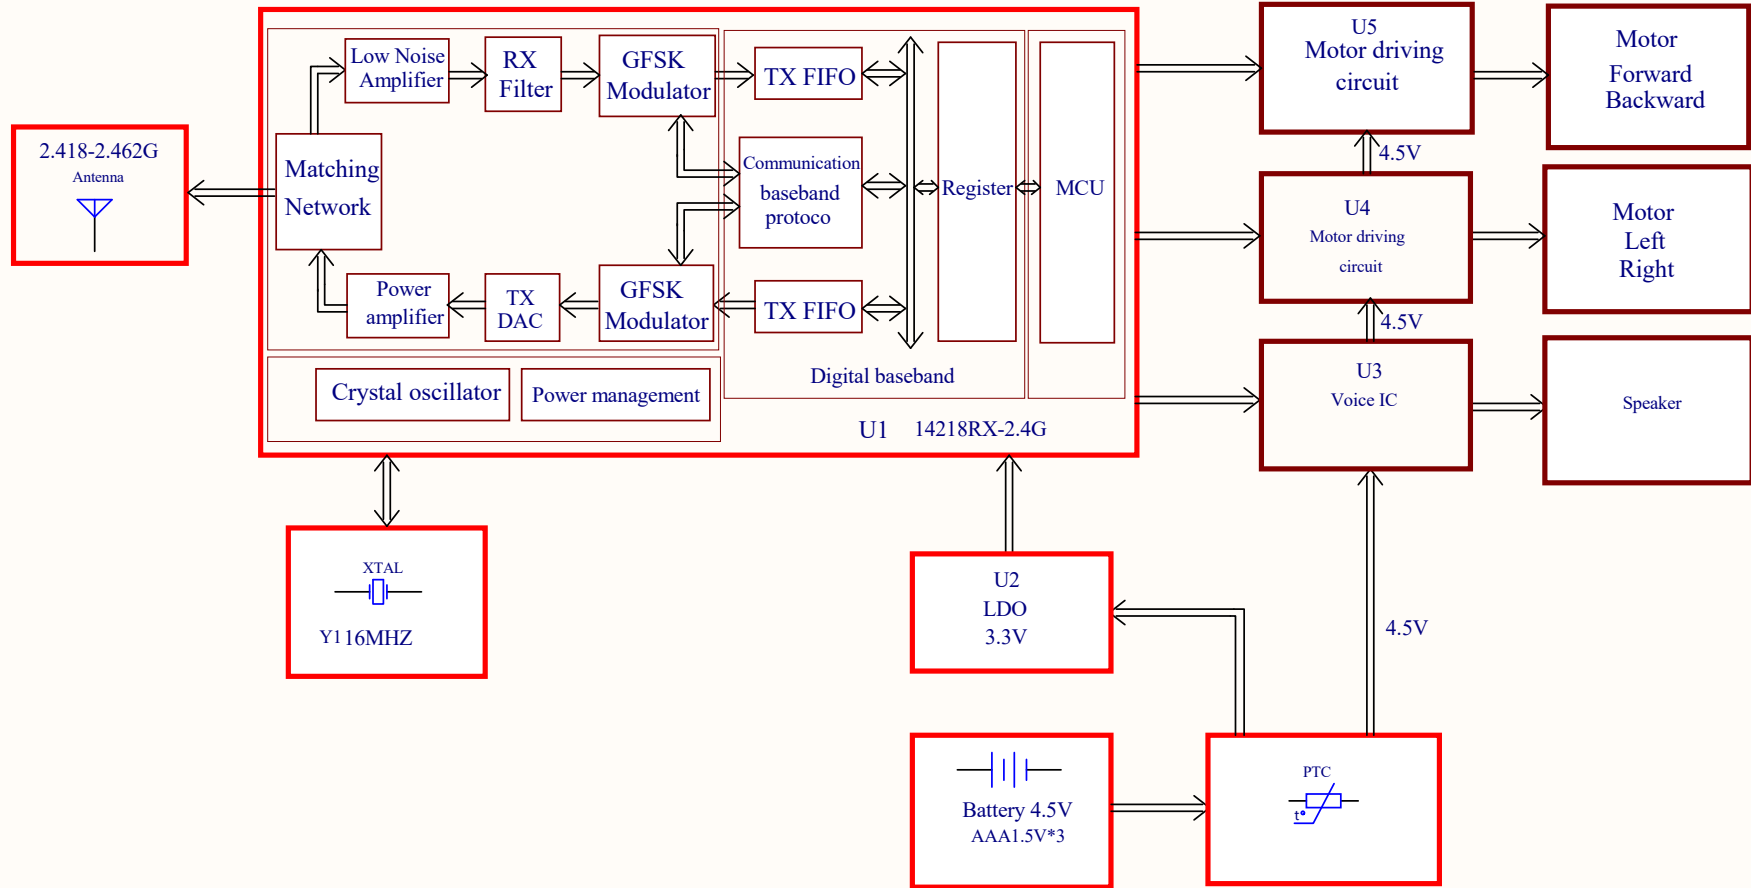 2.418-2.462G
Antenna
Matching
Network
Low Noise
Amplifier
RX
Filter
GFSK
Modulator
TX FIFO
Communication
baseband
protoco
Register
MCU
Power
amplifier
TX
DAC
GFSK
Modulator
TX FIFO
Digital baseband
Crystal oscillator
Power management
U1 14218RX-2.4G
U5
Motor driving
circuit
Motor
Forward
Backward
4.5V
U4
Motor driving
circuit
Motor
Left
Right
4.5V
U3
Voice IC
Speaker
XTAL
Y116MHZ
U2
LDO
3.3V
4.5V
Battery 4.5V
AAA1.5V*3
PTC
t°